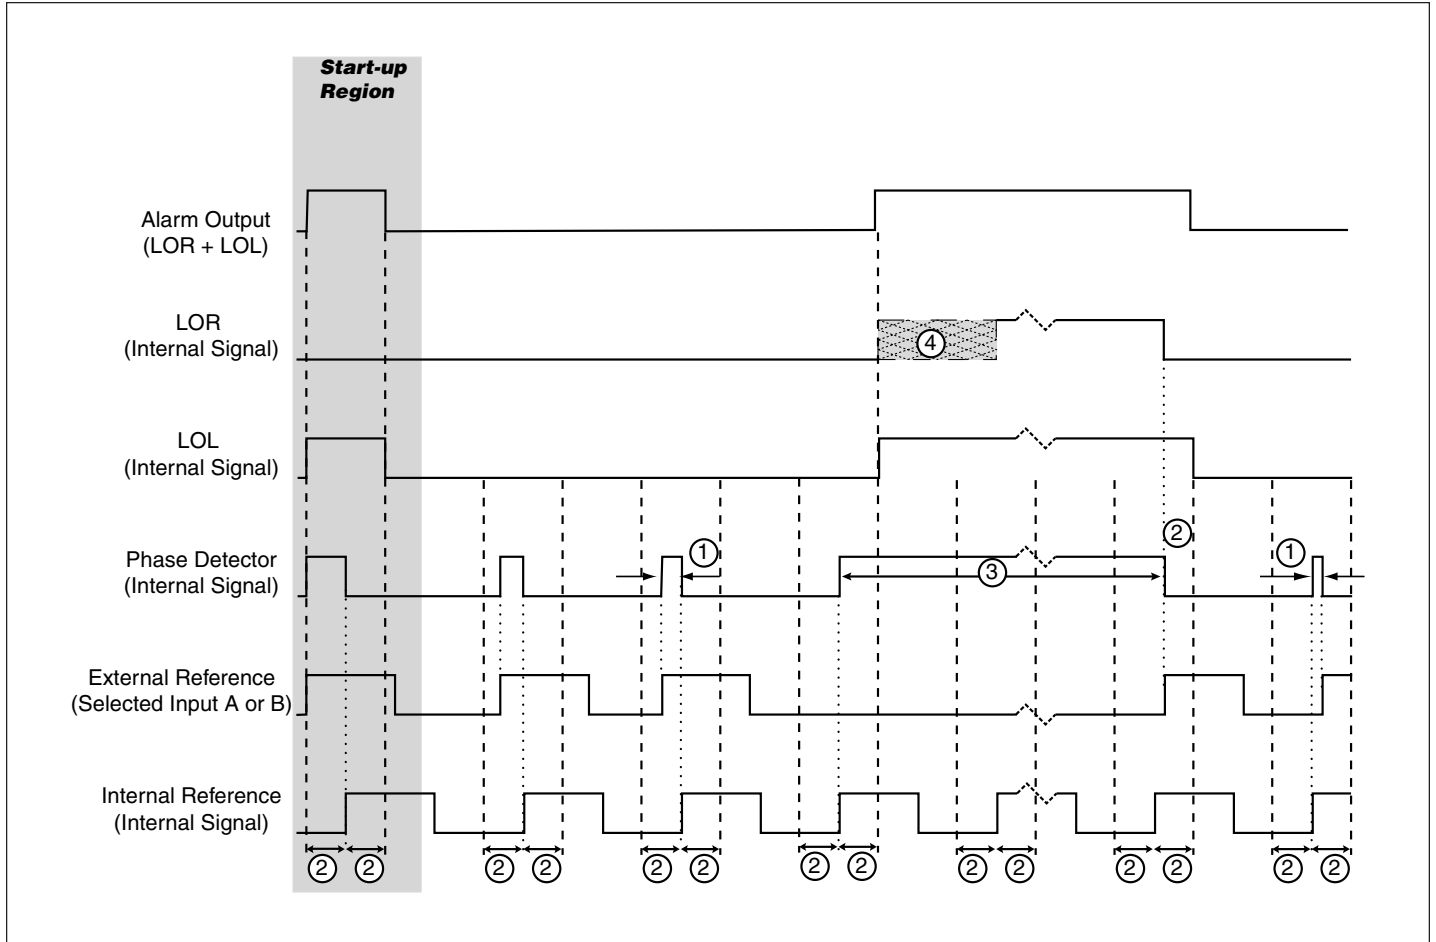 Start-up
Region
Alarm Output
(LOR + LOL)
LOR
(Internal Signal)
4
LOL
(Internal Signal)
Phase Detector
(Internal Signal)
1
3
2
1
External Reference
(Selected Input A or B)
Internal Reference
(Internal Signal)
2 2 2 2 2 2 2 2 2 2 2 2 2 2